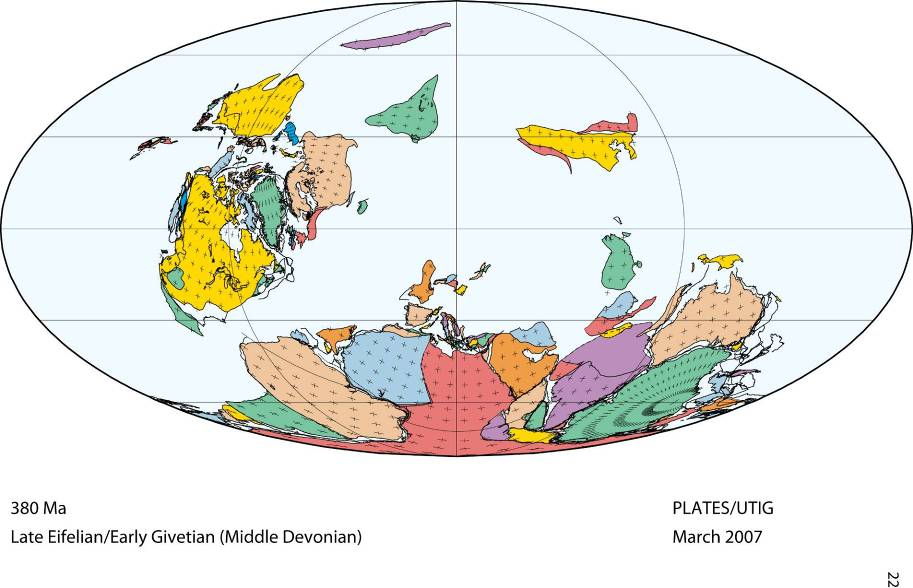 380 Ma
Late Eifelian/Early Givetian (Middle Devonian)
PLATES/UTIG
March 2007
22